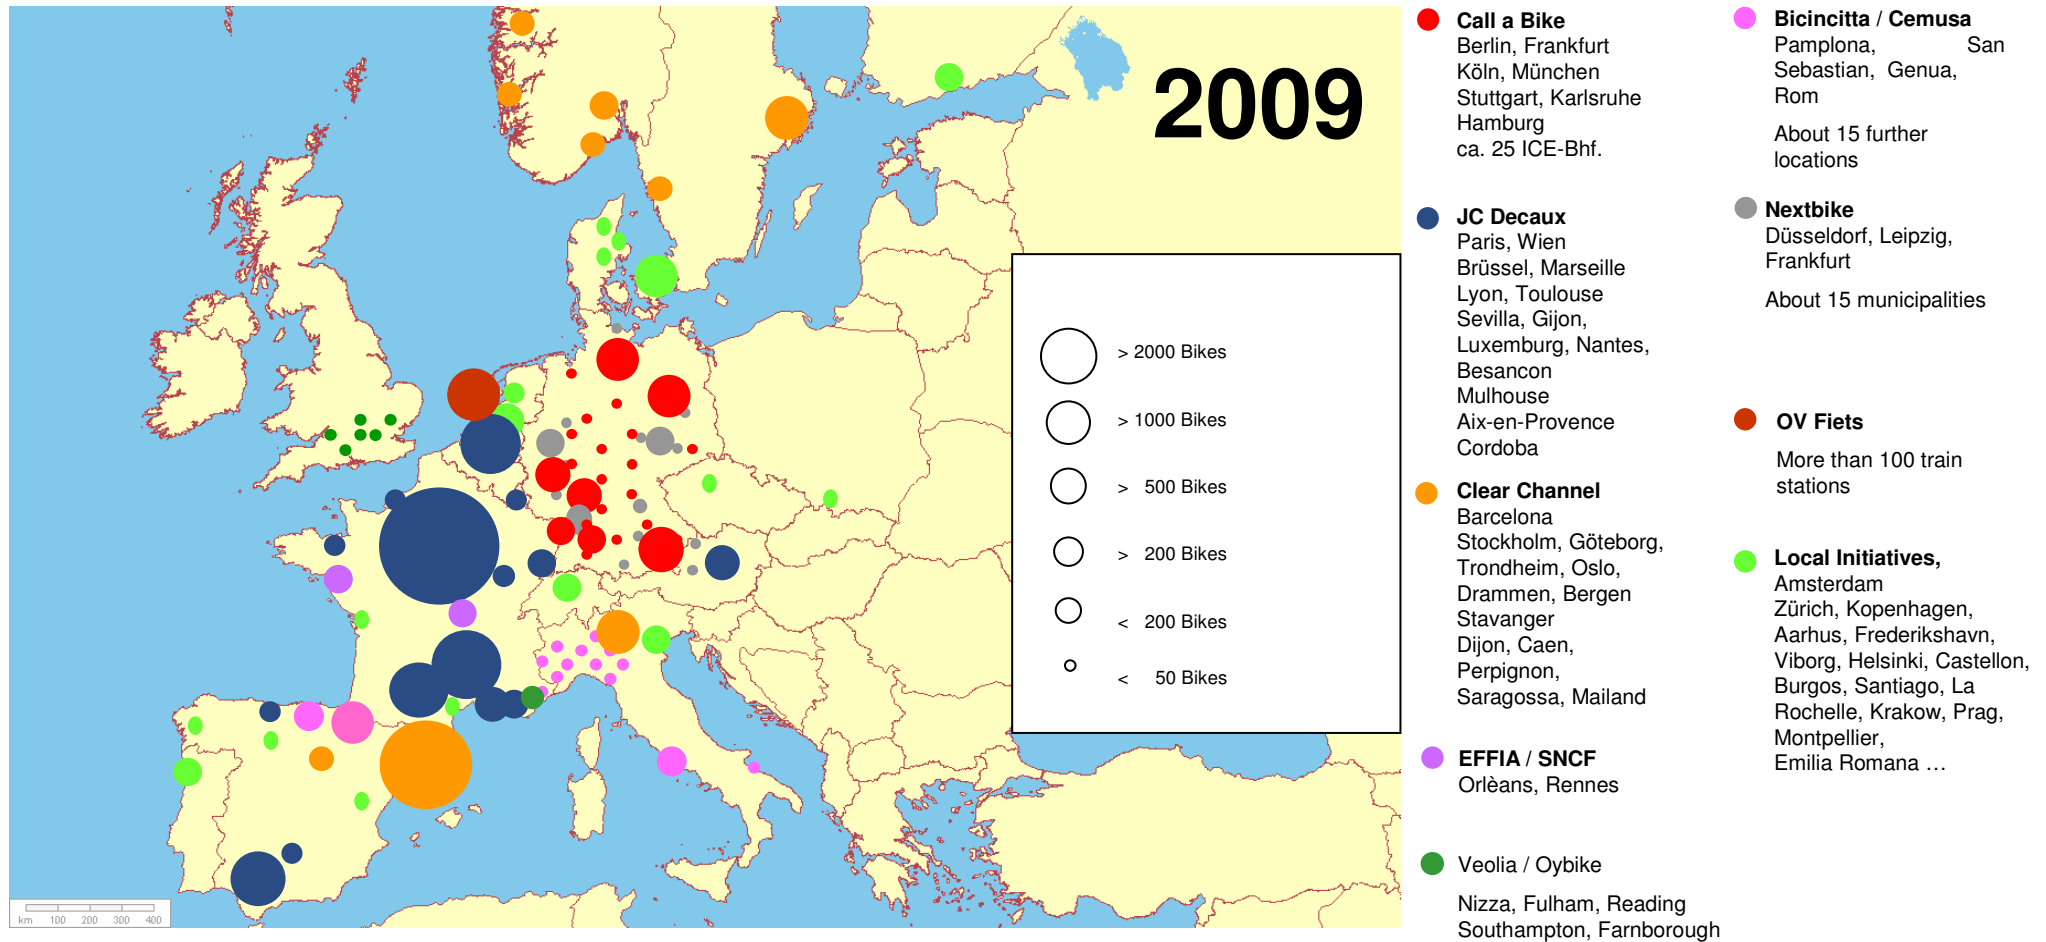 2009
> 2000 Bikes
> 1000 Bikes
> 500 Bikes
> 200 Bikes
< 200 Bikes
< 50 Bikes
km 100 200 300 400
Call a Bike
Berlin, Frankfurt
Köln, München
Stuttgart, Karlsruhe
Hamburg
ca. 25 ICE-Bhf.
JC Decaux
Paris, Wien
Brüssel, Marseille
Lyon, Toulouse
Sevilla, Gijon,
Luxemburg, Nantes,
Besancon
Mulhouse
Aix-en-Provence
Cordoba
Clear Channel
Barcelona
Stockholm, Göteborg,
Trondheim, Oslo,
Drammen, Bergen
Stavanger
Dijon, Caen,
Perpignon,
Saragossa, Mailand
EFFIA / SNCF
Orlèans, Rennes
Veolia / Oybike
Nizza, Fulham, Reading
Southampton, Farnborough
Bicincitta / Cemusa
Pamplona, San
Sebastian, Genua,
Rom
About 15 further
locations
Nextbike
Düsseldorf, Leipzig,
Frankfurt
About 15 municipalities
OV Fiets
More than 100 train
stations
Local Initiatives,
Amsterdam
Zürich, Kopenhagen,
Aarhus, Frederikshavn,
Viborg, Helsinki, Castellon,
Burgos, Santiago, La
Rochelle, Krakow, Prag,
Montpellier,
Emilia Romana …